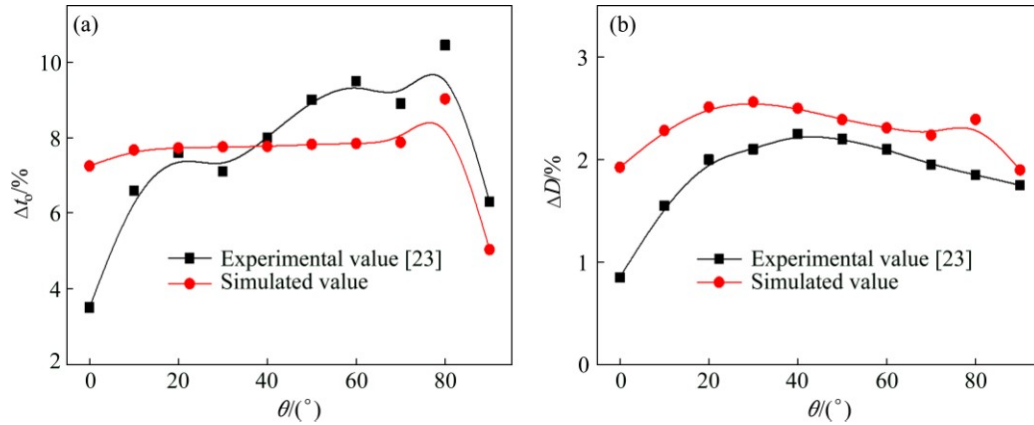 (a)
10
8
6
4
2
Δtₒ/%
Experimental value [23]
Simulated value
0 20 40 60 80
θ/(°)
(b)
3
2
1
0
ΔD/%
Experimental value [23]
Simulated value
0 20 40 60 80
θ/(°)